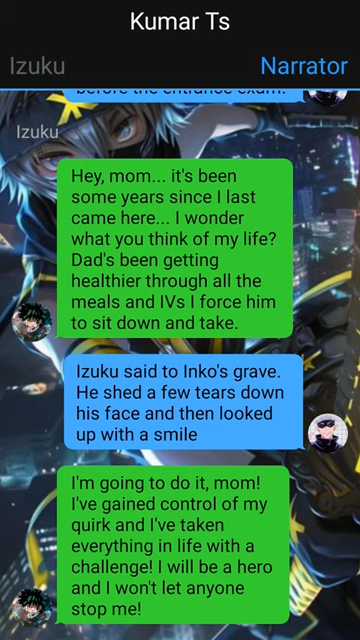 Kumar Ts
Izuku
Narrator
before the entrance exam.
Izuku
Hey, mom... it's been
some years since I last
came here... I wonder
what you think of my life?
Dad's been getting
healthier through all the
meals and IVs I force him
to sit down and take.
Izuku said to Inko's grave.
He shed a few tears down
his face and then looked
up with a smile
I'm going to do it, mom!
I've gained control of my
quirk and I've taken
everything in life with a
challenge! I will be a hero
and I won't let anyone
stop me!